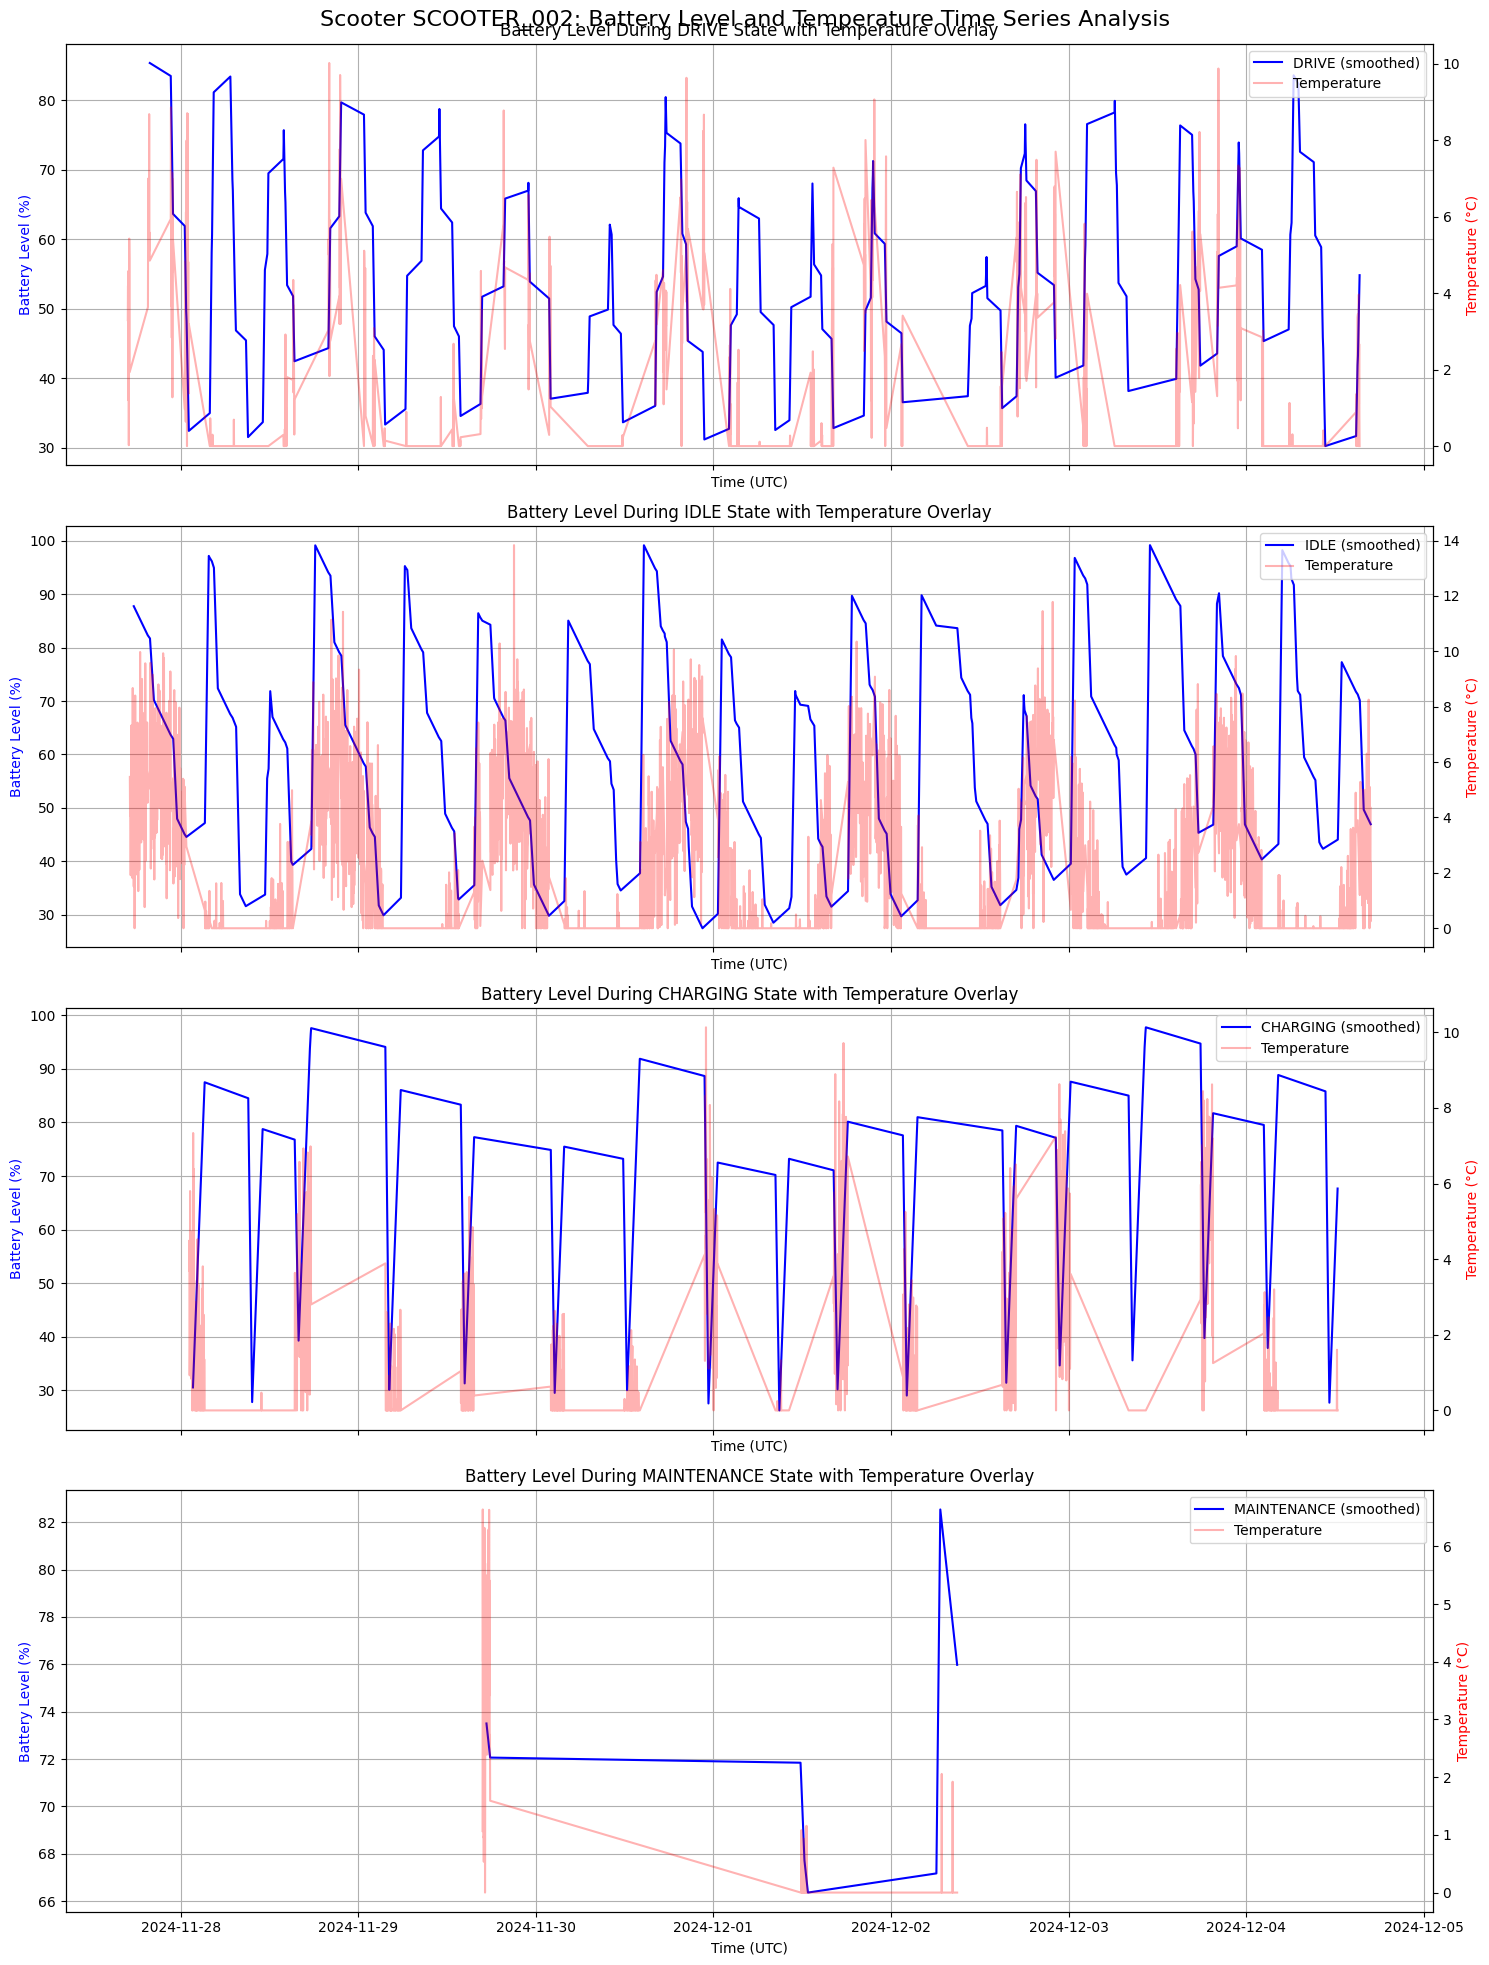 Scooter SCOOTER_002: Battery Level and Temperature Time Series Analysis
Battery Level During DRIVE State with Temperature Overlay
DRIVE (smoothed)
Temperature
Battery Level (%)
80
70
60
50
40
30
Temperature (°C)
10
8
6
4
2
0
Time (UTC)
Battery Level During IDLE State with Temperature Overlay
IDLE (smoothed)
Temperature
Battery Level (%)
100
90
80
70
60
50
40
30
Temperature (°C)
14
12
10
8
6
4
2
0
Time (UTC)
Battery Level During CHARGING State with Temperature Overlay
CHARGING (smoothed)
Temperature
Battery Level (%)
100
90
80
70
60
50
40
30
Temperature (°C)
10
8
6
4
2
0
Time (UTC)
Battery Level During MAINTENANCE State with Temperature Overlay
MAINTENANCE (smoothed)
Temperature
Battery Level (%)
82
80
78
76
74
72
70
68
66
Temperature (°C)
6
5
4
3
2
1
0
2024-11-28 2024-11-29 2024-11-30 2024-12-01 2024-12-02 2024-12-03 2024-12-04 2024-12-05
Time (UTC)